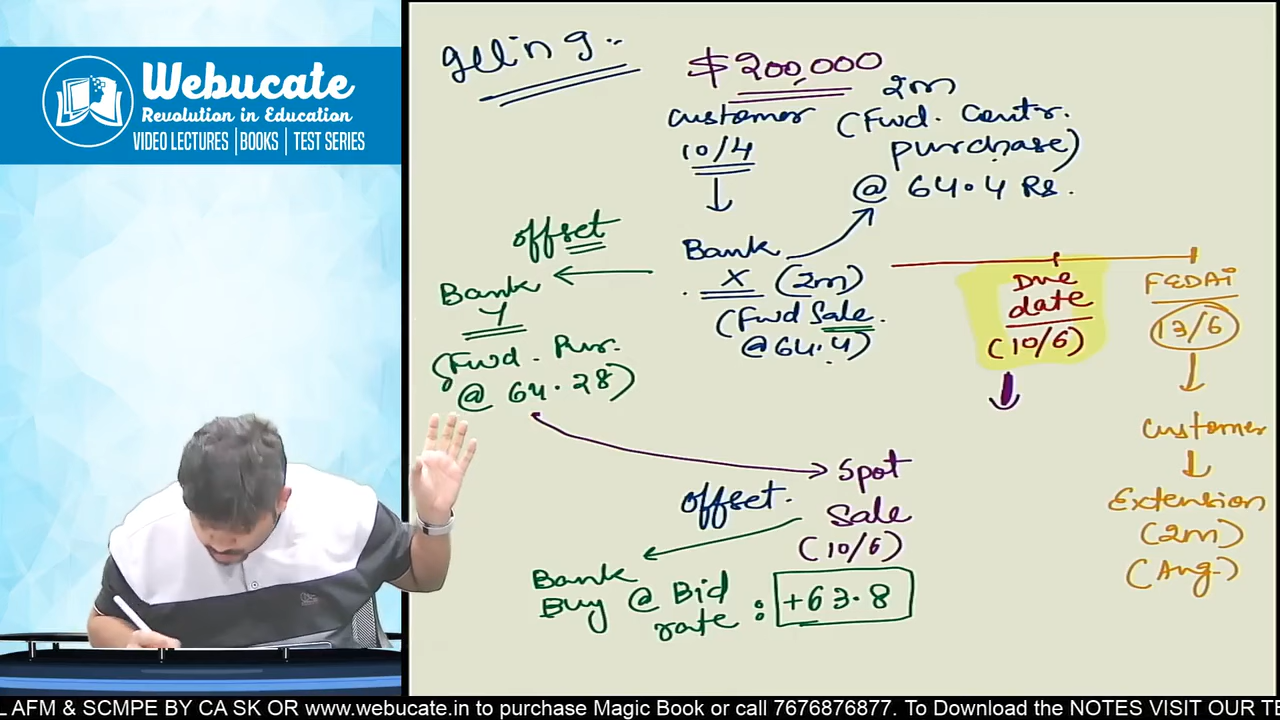 Webucate
Revolution in Education
VIDEO LECTURES | BOOKS | TEST SERIES
$ 200,000
Customer
10/4
2m
(Fwd. Contr.
purchase)
@ 64.4 Rs.
offset
Bank
X (2m)
(Fwd Sale
@ 64.4)
Bank
Y
(Fwd. Pur.
@ 64.28)
Due
date
(10/6)
FEDAi
13/6
Customer
Extension
(2m)
(Aug.)
Spot
Sale
(10/6)
offset.
Bank
Buy @ Bid
rate : +63.8
L AFM & SCMPE BY CA SK OR www.webucate.in to purchase Magic Book or call 7676876877. To Download the NOTES VISIT OUR TE